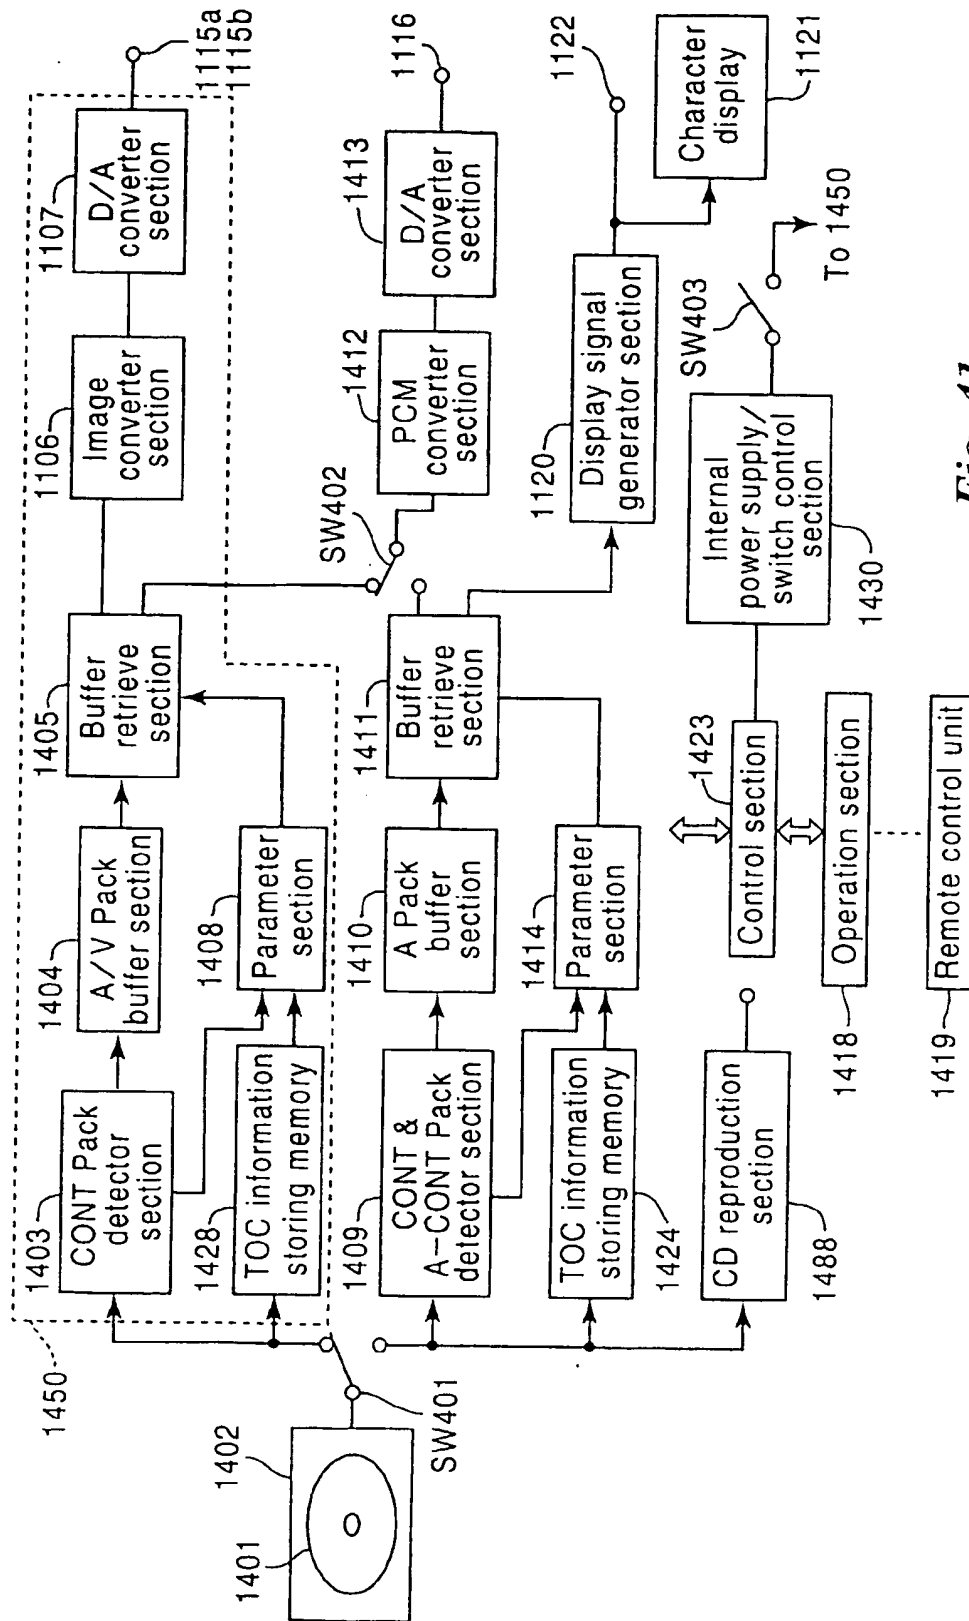 1401
1402
SW401
1450
1403
CONT Pack
detector
section
1404
A/V Pack
buffer section
1405
Buffer
retrieve
section
1106
Image
converter
section
1107
D/A
converter
section
1115a
1115b
1428
TOC information
storing memory
1408
Parameter
section
1409
CONT &
A-CONT Pack
detector section
1410
A Pack
buffer
section
1411
Buffer
retrieve
section
SW402
1412
PCM
converter
section
1413
D/A
converter
section
1116
TOC information
storing memory
1424
1414
Parameter
section
1120
Display signal
generator section
1122
Character
display
1121
CD reproduction
section
1488
1423
Control section
Internal
power supply/
switch control
section
1430
SW403
To 1450
1418
Operation section
1419
Remote control unit